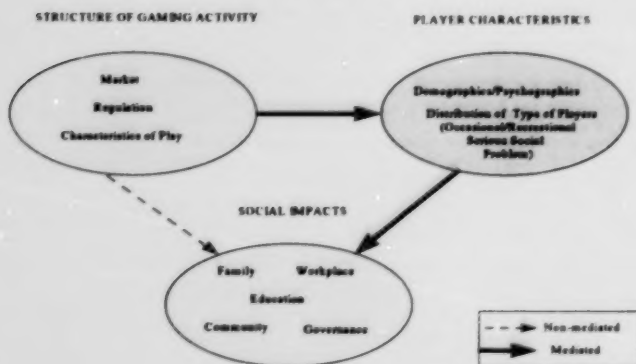 STRUCTURE OF GAMING ACTIVITY
PLAYER CHARACTERISTICS
Market
Regulation
Characteristics of Play
Demographics/Psychographics
Distribution of Type of Players
(Occasional/Recreational
Serious Social
Problem)
SOCIAL IMPACTS
Family Workplace
Education
Community Governance
Non-mediated
Mediated